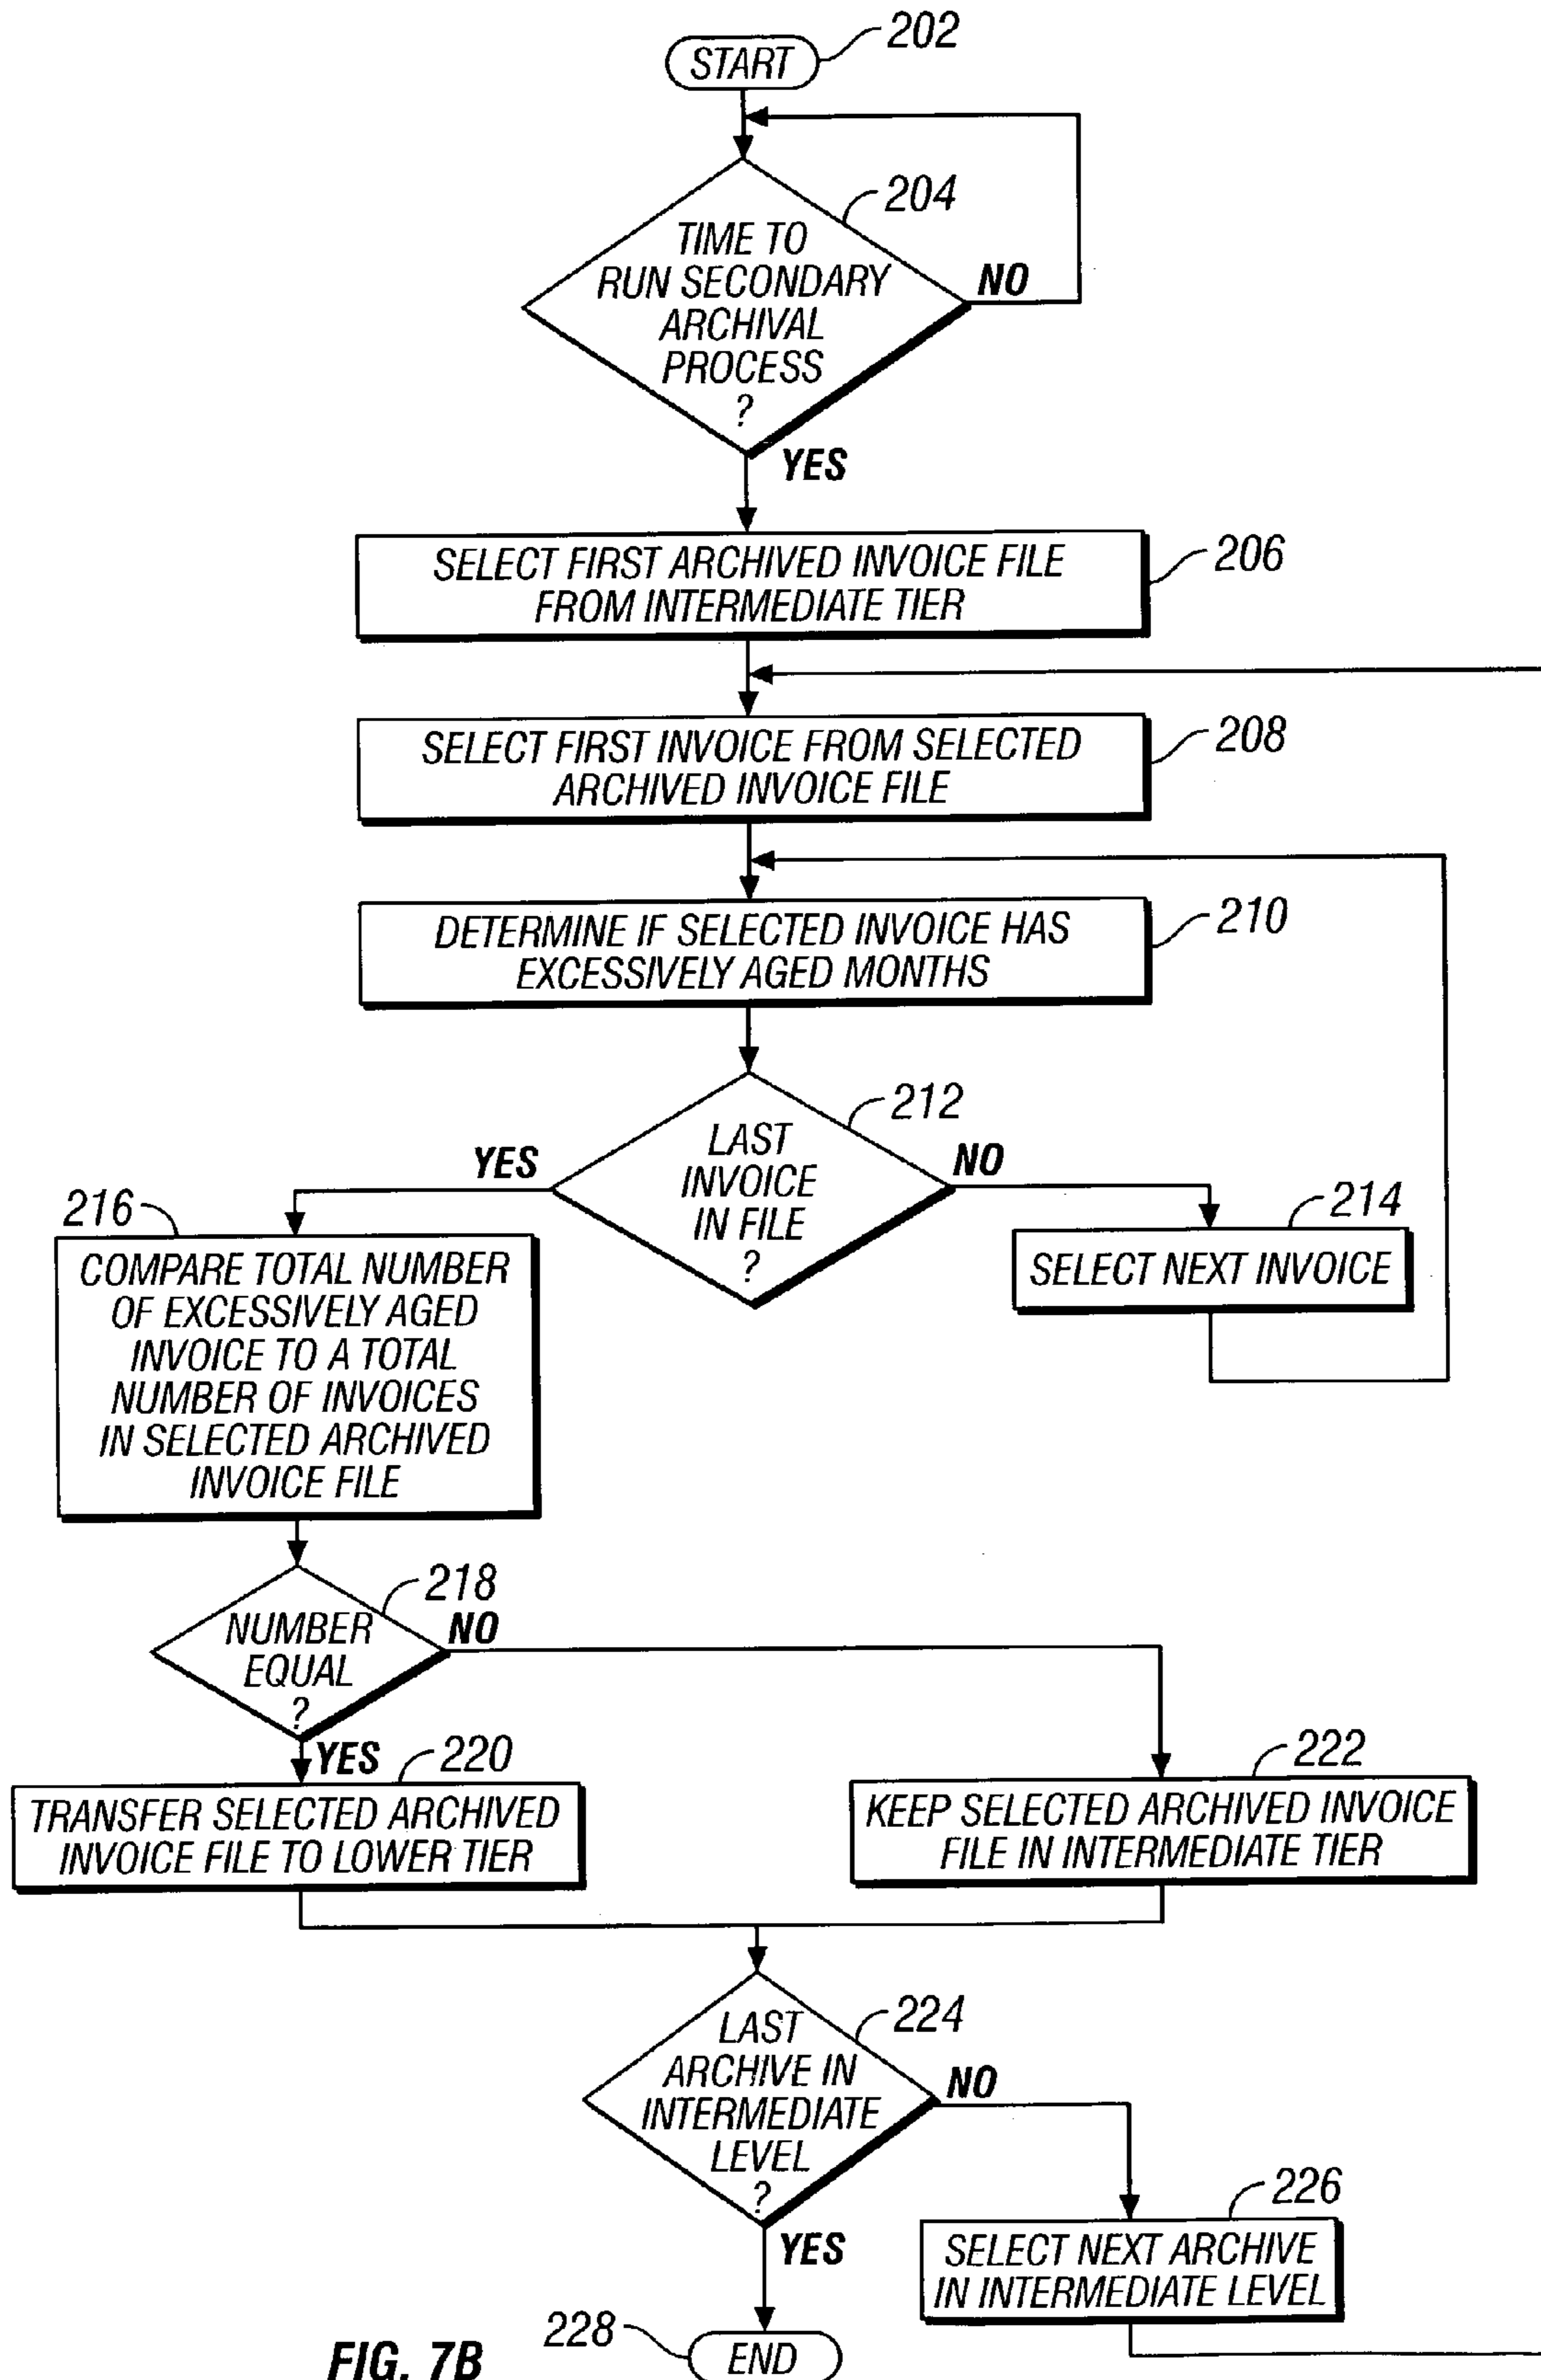 START
202
TIME TO
RUN SECONDARY
ARCHIVAL
PROCESS
?
204
NO
YES
SELECT FIRST ARCHIVED INVOICE FILE
FROM INTERMEDIATE TIER
206
SELECT FIRST INVOICE FROM SELECTED
ARCHIVED INVOICE FILE
208
DETERMINE IF SELECTED INVOICE HAS
EXCESSIVELY AGED MONTHS
210
LAST
INVOICE
IN FILE
?
212
YES
NO
214
SELECT NEXT INVOICE
216
COMPARE TOTAL NUMBER
OF EXCESSIVELY AGED
INVOICE TO A TOTAL
NUMBER OF INVOICES
IN SELECTED ARCHIVED
INVOICE FILE
218
NUMBER
EQUAL
?
NO
YES
220
TRANSFER SELECTED ARCHIVED
INVOICE FILE TO LOWER TIER
222
KEEP SELECTED ARCHIVED INVOICE
FILE IN INTERMEDIATE TIER
224
LAST
ARCHIVE IN
INTERMEDIATE
LEVEL
?
NO
YES
226
SELECT NEXT ARCHIVE
IN INTERMEDIATE LEVEL
228
END
FIG. 7B